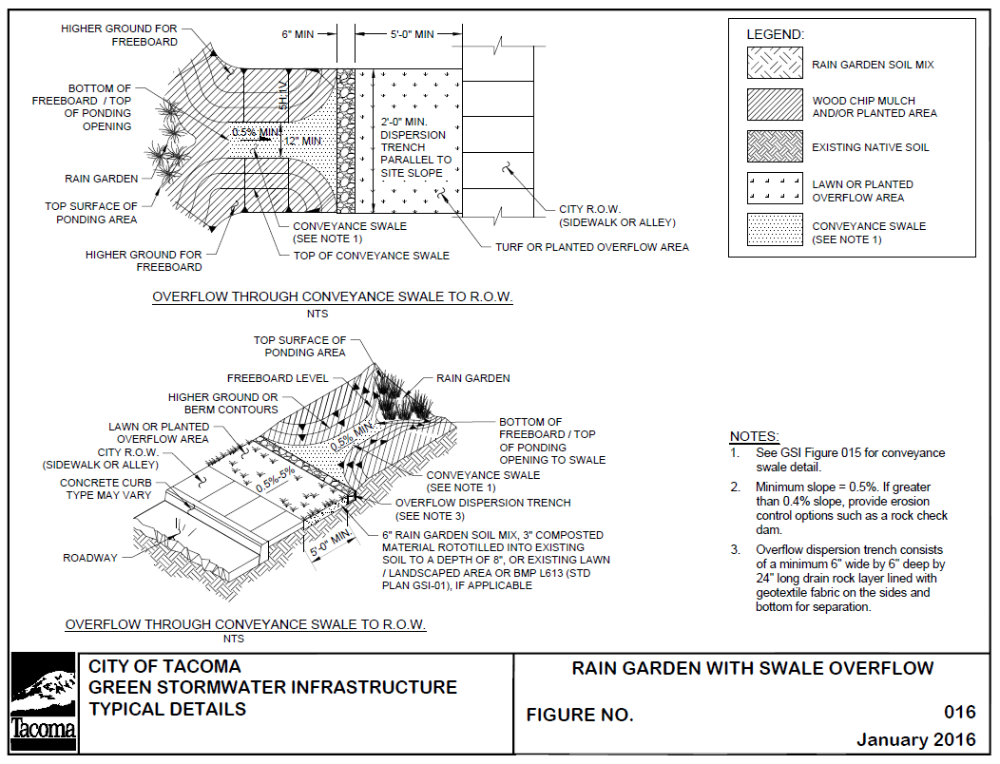 HIGHER GROUND FOR
FREEBOARD
6" MIN
5'-0" MIN
BOTTOM OF
FREEBOARD / TOP
OF PONDING
OPENING
5H:1V
0.5% MIN.
12" MIN
2'-0" MIN.
DISPERSION
TRENCH
PARALLEL TO
SITE SLOPE
RAIN GARDEN
TOP SURFACE OF
PONDING AREA
CITY R.O.W.
(SIDEWALK OR ALLEY)
CONVEYANCE SWALE
(SEE NOTE 1)
TURF OR PLANTED OVERFLOW AREA
HIGHER GROUND FOR
FREEBOARD
TOP OF CONVEYANCE SWALE
OVERFLOW THROUGH CONVEYANCE SWALE TO R.O.W.
NTS
LEGEND:
RAIN GARDEN SOIL MIX
WOOD CHIP MULCH
AND/OR PLANTED AREA
EXISTING NATIVE SOIL
LAWN OR PLANTED
OVERFLOW AREA
CONVEYANCE SWALE
(SEE NOTE 1)
TOP SURFACE OF
PONDING AREA
FREEBOARD LEVEL
RAIN GARDEN
HIGHER GROUND OR
BERM CONTOURS
LAWN OR PLANTED
OVERFLOW AREA
CITY R.O.W.
(SIDEWALK OR ALLEY)
CONCRETE CURB
TYPE MAY VARY
ROADWAY
0.5% MIN.
0.5%-5%
5'-0" MIN.
BOTTOM OF
FREEBOARD / TOP
OF PONDING
OPENING TO SWALE
CONVEYANCE SWALE
(SEE NOTE 1)
OVERFLOW DISPERSION TRENCH
(SEE NOTE 3)
6" RAIN GARDEN SOIL MIX, 3" COMPOSTED
MATERIAL ROTOTILLED INTO EXISTING
SOIL TO A DEPTH OF 8", OR EXISTING LAWN
/ LANDSCAPED AREA OR BMP L613 (STD
PLAN GSI-01), IF APPLICABLE
OVERFLOW THROUGH CONVEYANCE SWALE TO R.O.W.
NTS
NOTES:
1. See GSI Figure 015 for conveyance
swale detail.
2. Minimum slope = 0.5%. If greater
than 0.4% slope, provide erosion
control options such as a rock check
dam.
3. Overflow dispersion trench consists
of a minimum 6" wide by 6" deep by
24" long drain rock layer lined with
geotextile fabric on the sides and
bottom for separation.
Tacoma
CITY OF TACOMA
GREEN STORMWATER INFRASTRUCTURE
TYPICAL DETAILS
RAIN GARDEN WITH SWALE OVERFLOW
FIGURE NO. 016
January 2016